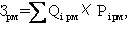 Зрм=∑Qi рм × Pi рм,